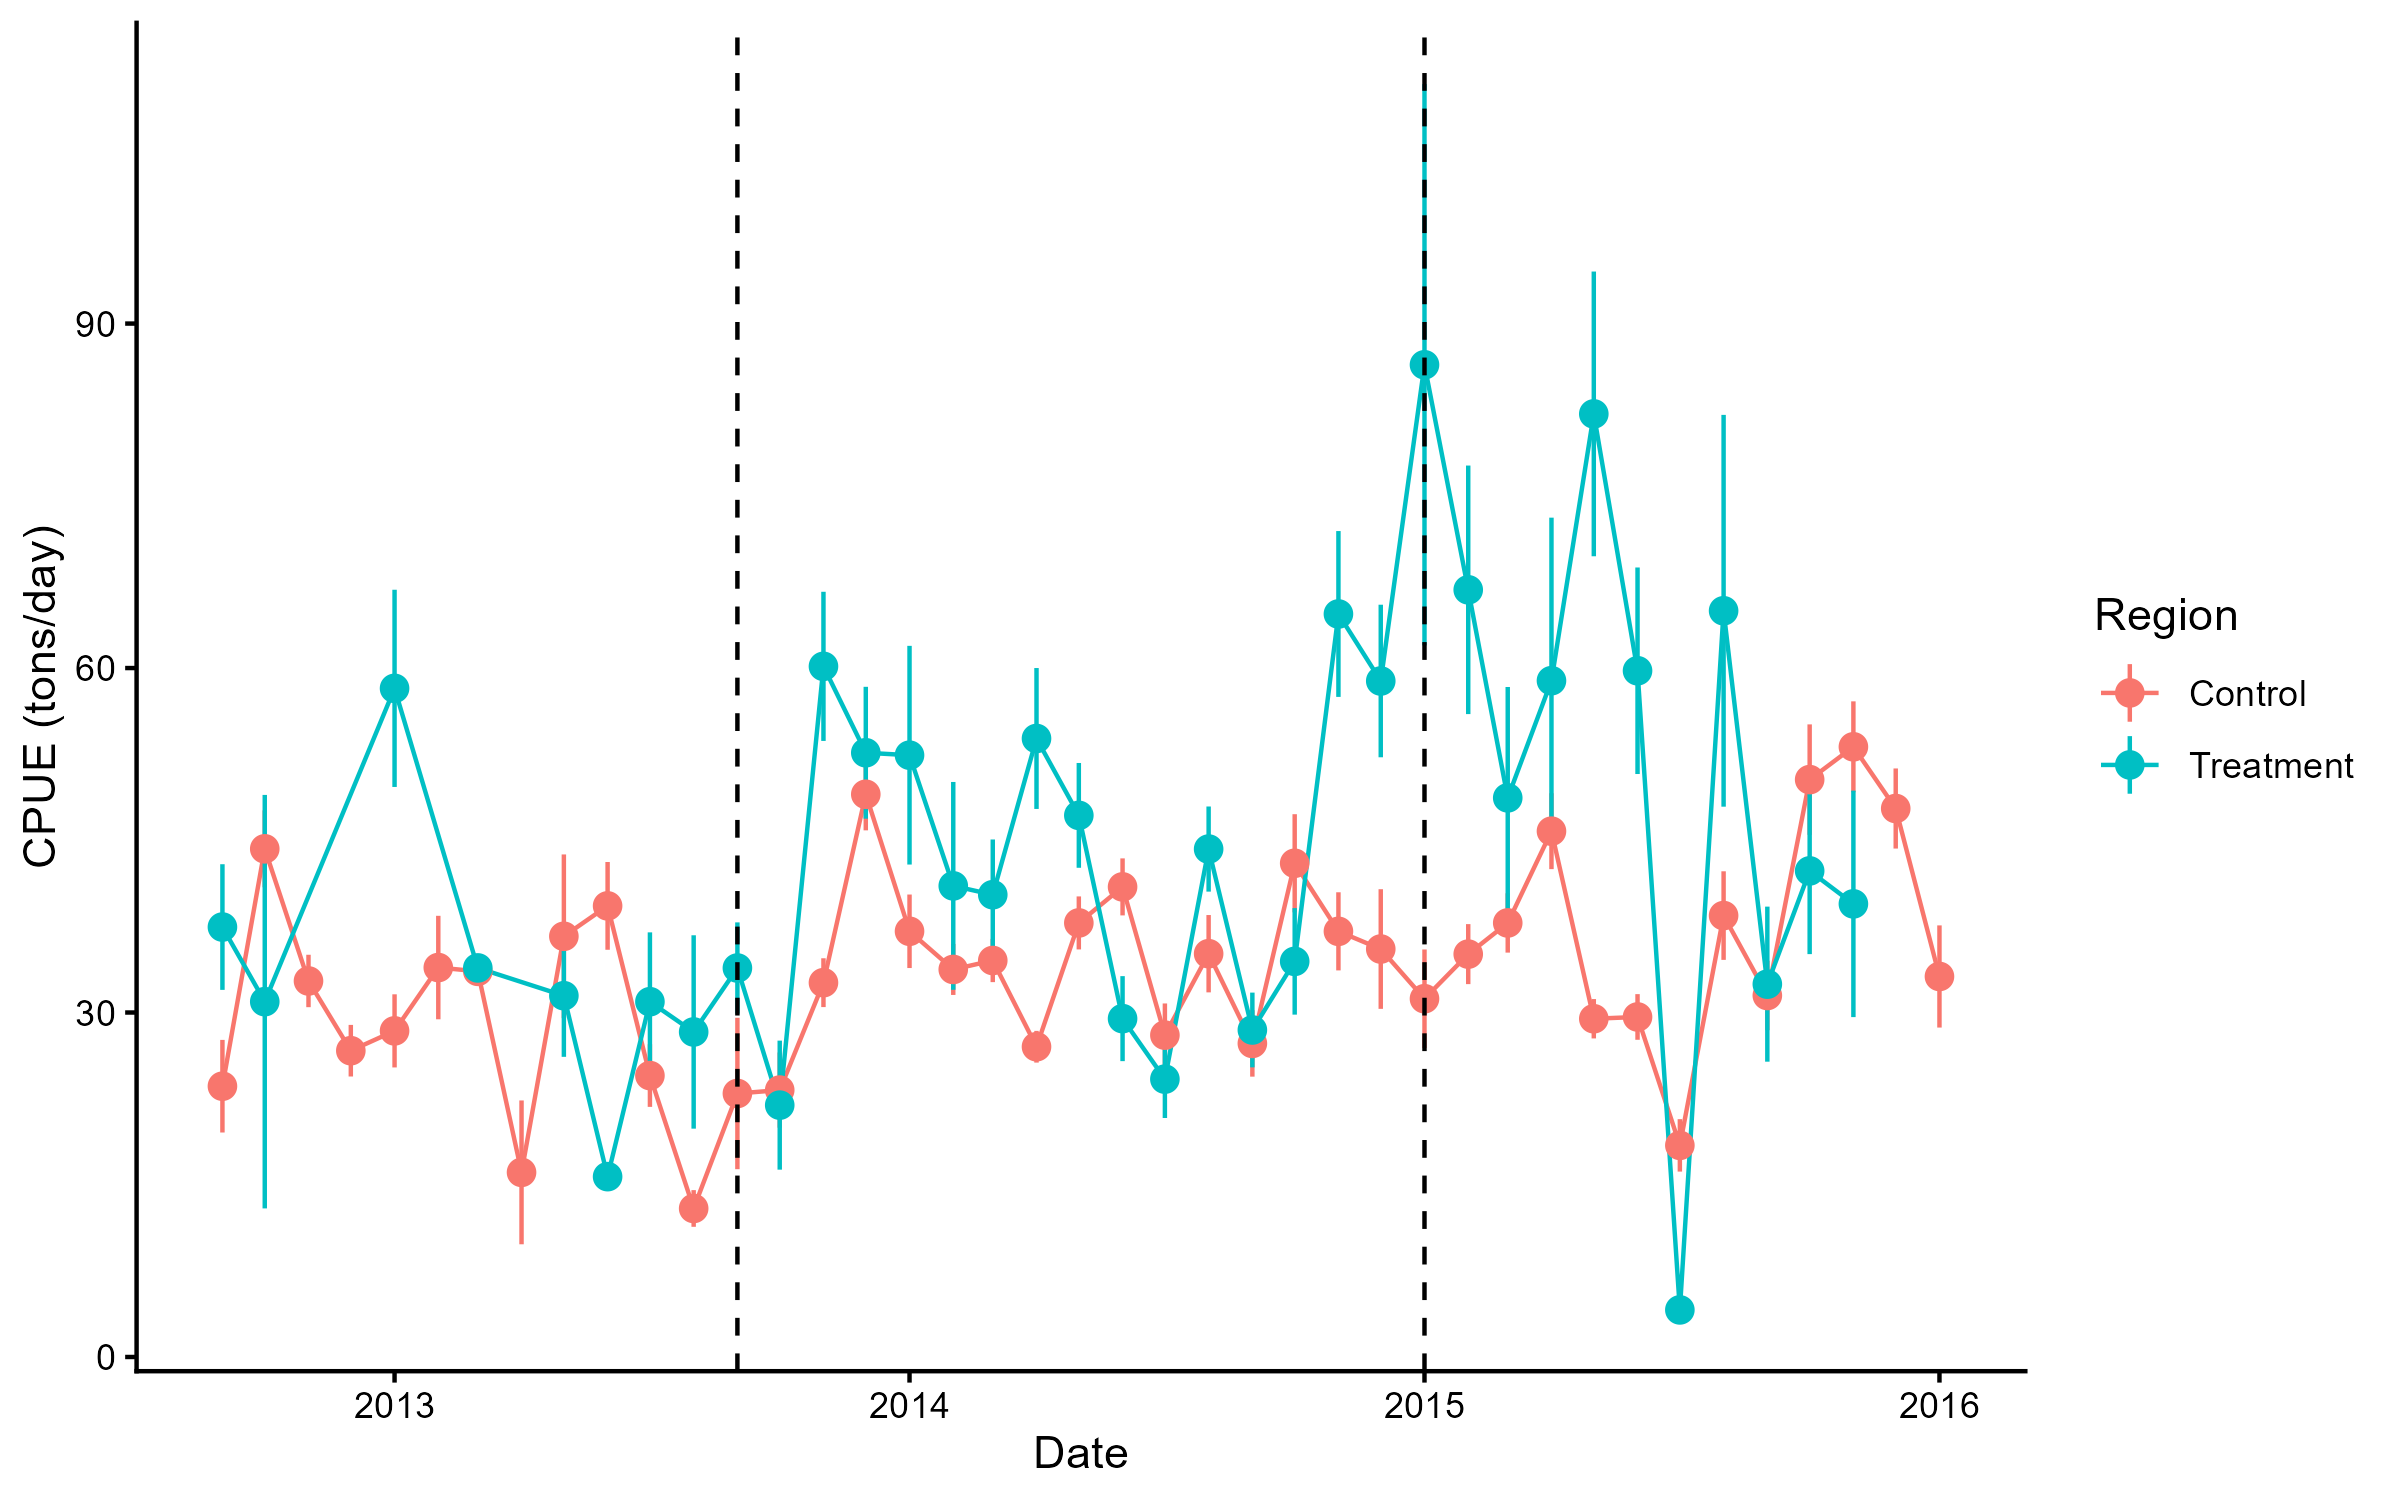 90
60
30
0
CPUE (tons/day)
2013
2014
2015
2016
Date
Region
Control
Treatment